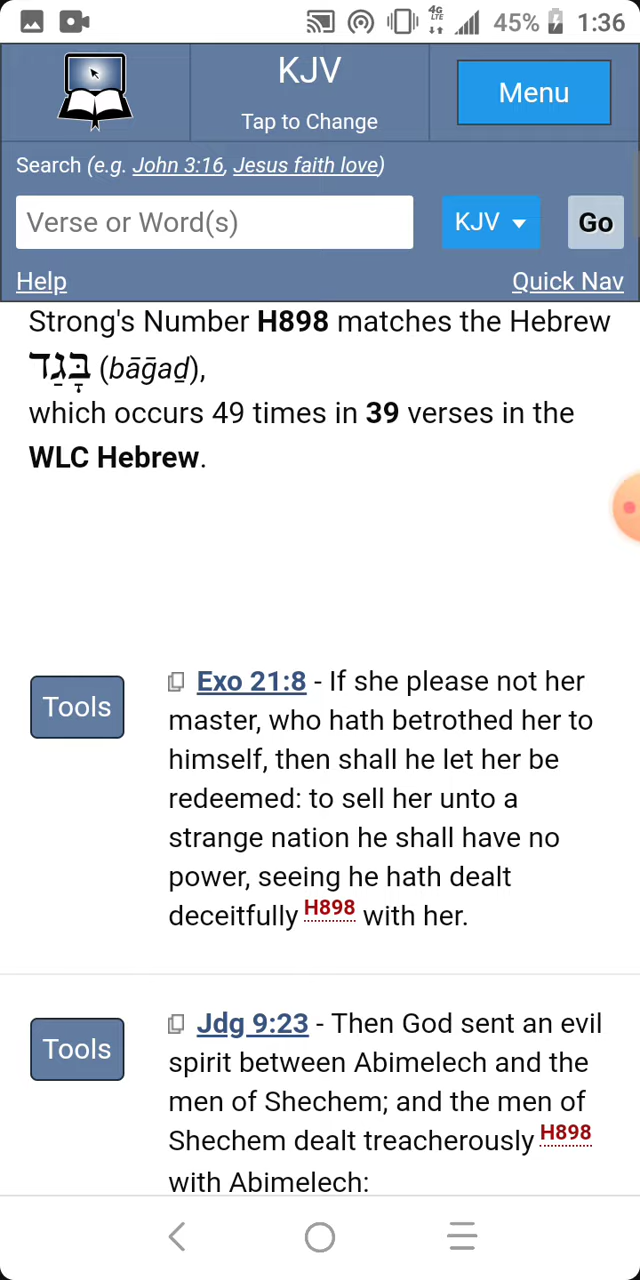 4G
LTE
45%
1:36
KJV
Tap to Change
Menu
Search (e.g. John 3:16, Jesus faith love)
Verse or Word(s)
KJV
Go
Help
Quick Nav
Strong's Number H898 matches the Hebrew
בָּגַד (bāḡaḏ),
which occurs 49 times in 39 verses in the
WLC Hebrew.
Tools
Exo 21:8 - If she please not her
master, who hath betrothed her to
himself, then shall he let her be
redeemed: to sell her unto a
strange nation he shall have no
power, seeing he hath dealt
deceitfully H898 with her.
Tools
Jdg 9:23 - Then God sent an evil
spirit between Abimelech and the
men of Shechem; and the men of
Shechem dealt treacherously H898
with Abimelech: